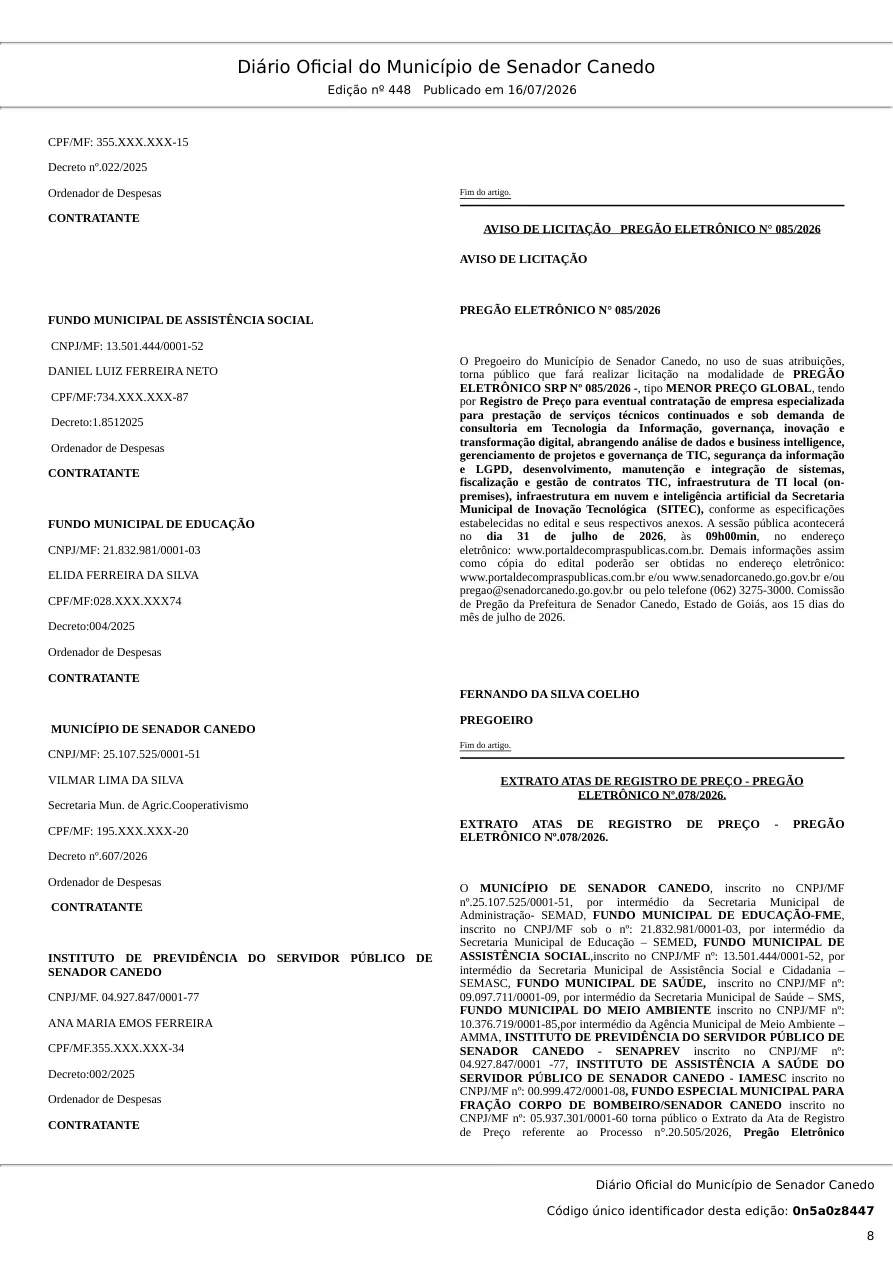 Diário Oficial do Município de Senador Canedo
Edição nº 448   Publicado em 16/07/2026
CPF/MF: 355.XXX.XXX-15
Decreto nº.022/2025
Ordenador de Despesas
CONTRATANTE
FUNDO MUNICIPAL DE ASSISTÊNCIA SOCIAL
CNPJ/MF: 13.501.444/0001-52
DANIEL LUIZ FERREIRA NETO
CPF/MF:734.XXX.XXX-87
Decreto:1.8512025
Ordenador de Despesas
CONTRATANTE
FUNDO MUNICIPAL DE EDUCAÇÃO
CNPJ/MF: 21.832.981/0001-03
ELIDA FERREIRA DA SILVA
CPF/MF:028.XXX.XXX74
Decreto:004/2025
Ordenador de Despesas
CONTRATANTE
MUNICÍPIO DE SENADOR CANEDO
CNPJ/MF: 25.107.525/0001-51
VILMAR LIMA DA SILVA
Secretaria Mun. de Agric.Cooperativismo
CPF/MF: 195.XXX.XXX-20
Decreto nº.607/2026
Ordenador de Despesas
CONTRATANTE
INSTITUTO DE PREVIDÊNCIA DO SERVIDOR PÚBLICO DE
SENADOR CANEDO
CNPJ/MF. 04.927.847/0001-77
ANA MARIA EMOS FERREIRA
CPF/MF.355.XXX.XXX-34
Decreto:002/2025
Ordenador de Despesas
CONTRATANTE
Fim do artigo.
AVISO DE LICITAÇÃO   PREGÃO ELETRÔNICO N° 085/2026
AVISO DE LICITAÇÃO
PREGÃO ELETRÔNICO N° 085/2026
O Pregoeiro do Município de Senador Canedo, no uso de suas atribuições,
torna público que fará realizar licitação na modalidade de PREGÃO
ELETRÔNICO SRP Nº 085/2026 -, tipo MENOR PREÇO GLOBAL, tendo
por Registro de Preço para eventual contratação de empresa especializada
para prestação de serviços técnicos continuados e sob demanda de
consultoria em Tecnologia da Informação, governança, inovação e
transformação digital, abrangendo análise de dados e business intelligence,
gerenciamento de projetos e governança de TIC, segurança da informação
e LGPD, desenvolvimento, manutenção e integração de sistemas,
fiscalização e gestão de contratos TIC, infraestrutura de TI local (on-
premises), infraestrutura em nuvem e inteligência artificial da Secretaria
Municipal de Inovação Tecnológica  (SITEC), conforme as especificações
estabelecidas no edital e seus respectivos anexos. A sessão pública acontecerá
no dia 31 de julho de 2026, às 09h00min, no endereço
eletrônico: www.portaldecompraspublicas.com.br. Demais informações assim
como cópia do edital poderão ser obtidas no endereço eletrônico:
www.portaldecompraspublicas.com.br e/ou www.senadorcanedo.go.gov.br e/ou
pregao@senadorcanedo.go.gov.br  ou pelo telefone (062) 3275-3000. Comissão
de Pregão da Prefeitura de Senador Canedo, Estado de Goiás, aos 15 dias do
mês de julho de 2026.
FERNANDO DA SILVA COELHO
PREGOEIRO
Fim do artigo.
EXTRATO ATAS DE REGISTRO DE PREÇO - PREGÃO
ELETRÔNICO Nº.078/2026.
EXTRATO ATAS DE REGISTRO DE PREÇO - PREGÃO
ELETRÔNICO Nº.078/2026.
O MUNICÍPIO DE SENADOR CANEDO, inscrito no CNPJ/MF
nº.25.107.525/0001-51, por intermédio da Secretaria Municipal de
Administração- SEMAD, FUNDO MUNICIPAL DE EDUCAÇÃO-FME,
inscrito no CNPJ/MF sob o nº: 21.832.981/0001-03, por intermédio da
Secretaria Municipal de Educação – SEMED, FUNDO MUNICIPAL DE
ASSISTÊNCIA SOCIAL,inscrito no CNPJ/MF nº: 13.501.444/0001-52, por
intermédio da Secretaria Municipal de Assistência Social e Cidadania –
SEMASC, FUNDO MUNICIPAL DE SAÚDE,  inscrito no CNPJ/MF nº:
09.097.711/0001-09, por intermédio da Secretaria Municipal de Saúde – SMS,
FUNDO MUNICIPAL DO MEIO AMBIENTE inscrito no CNPJ/MF nº:
10.376.719/0001-85,por intermédio da Agência Municipal de Meio Ambiente –
AMMA, INSTITUTO DE PREVIDÊNCIA DO SERVIDOR PÚBLICO DE
SENADOR CANEDO - SENAPREV inscrito no CNPJ/MF nº:
04.927.847/0001 -77, INSTITUTO DE ASSISTÊNCIA A SAÚDE DO
SERVIDOR PÚBLICO DE SENADOR CANEDO - IAMESC inscrito no
CNPJ/MF nº: 00.999.472/0001-08, FUNDO ESPECIAL MUNICIPAL PARA
FRAÇÃO CORPO DE BOMBEIRO/SENADOR CANEDO inscrito no
CNPJ/MF nº: 05.937.301/0001-60 torna público o Extrato da Ata de Registro
de Preço referente ao Processo n°.20.505/2026, Pregão Eletrônico
Diário Oficial do Município de Senador Canedo
Código único identificador desta edição: 0n5a0z8447
8